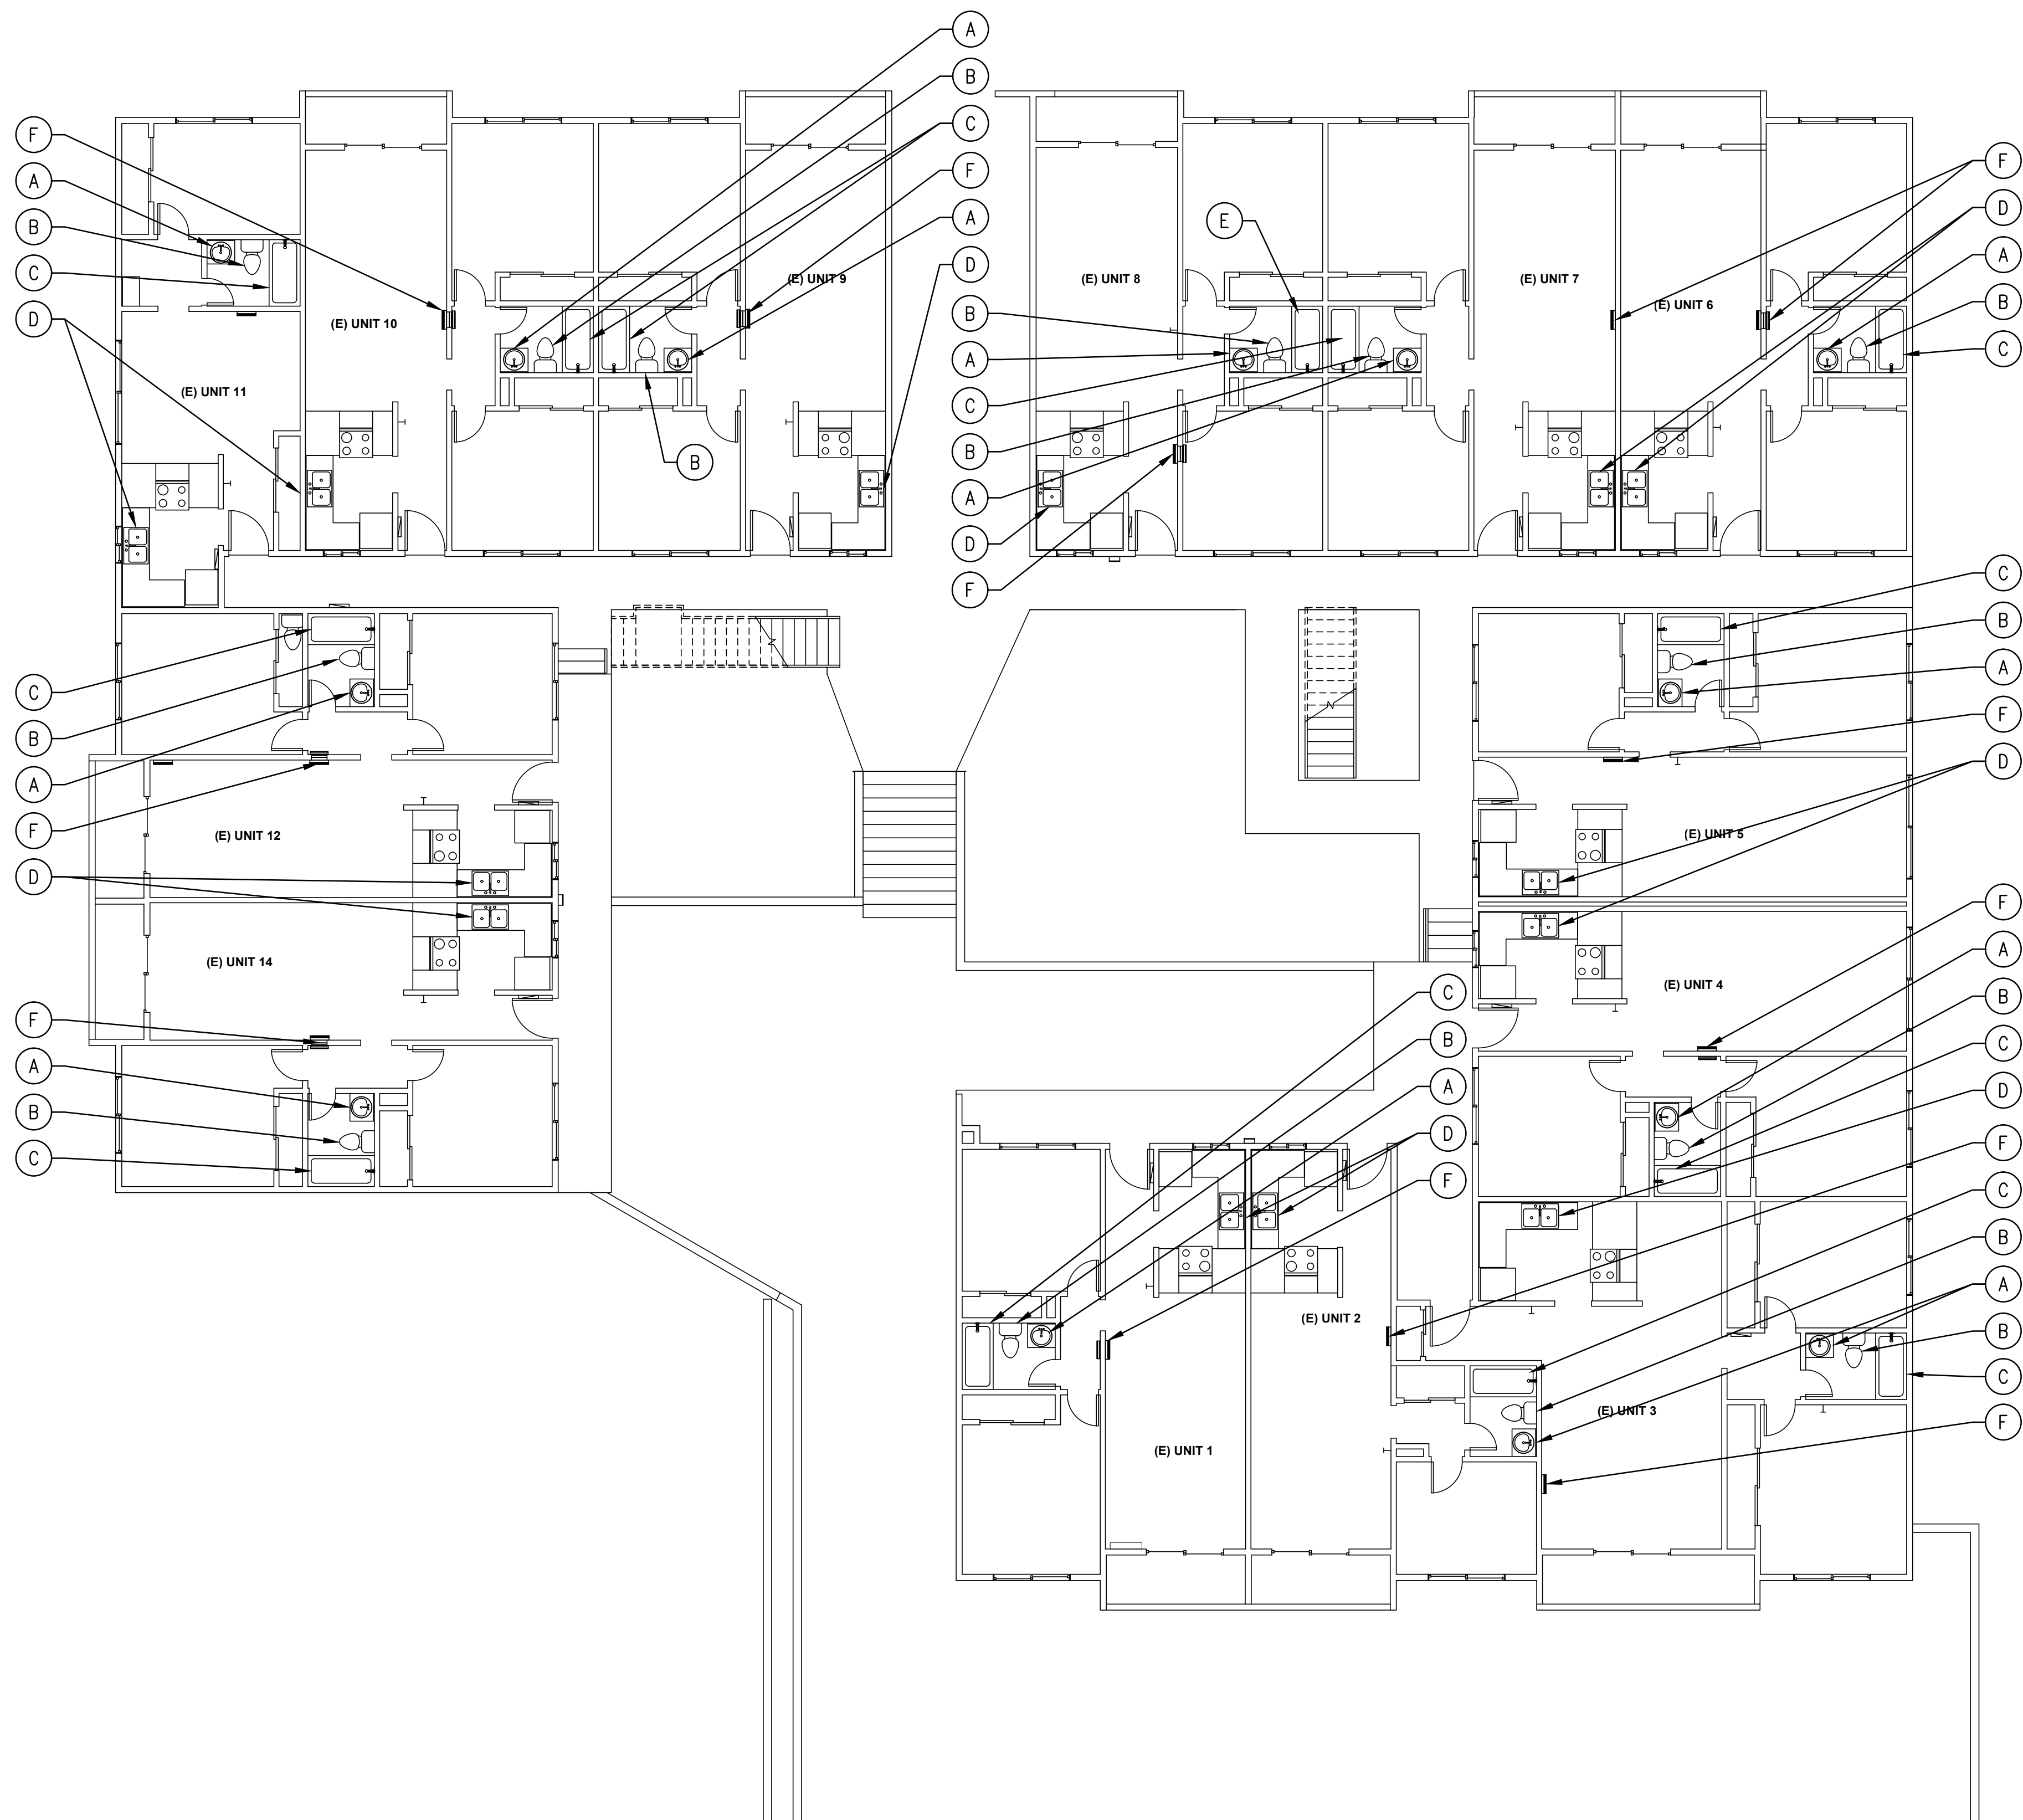 A
B
C
F
A
D
F
A
B
C
D
(E) UNIT 10
(E) UNIT 9
(E) UNIT 11
B
E
(E) UNIT 8
(E) UNIT 7
(E) UNIT 6
B
A
C
B
A
D
F
F
D
A
B
C
C
B
A
F
D
(E) UNIT 12
(E) UNIT 14
F
A
B
C
C
B
A
F
D
(E) UNIT 5
(E) UNIT 4
F
A
B
C
D
F
C
B
A
B
C
F
C
B
A
D
F
(E) UNIT 2
(E) UNIT 1
(E) UNIT 3